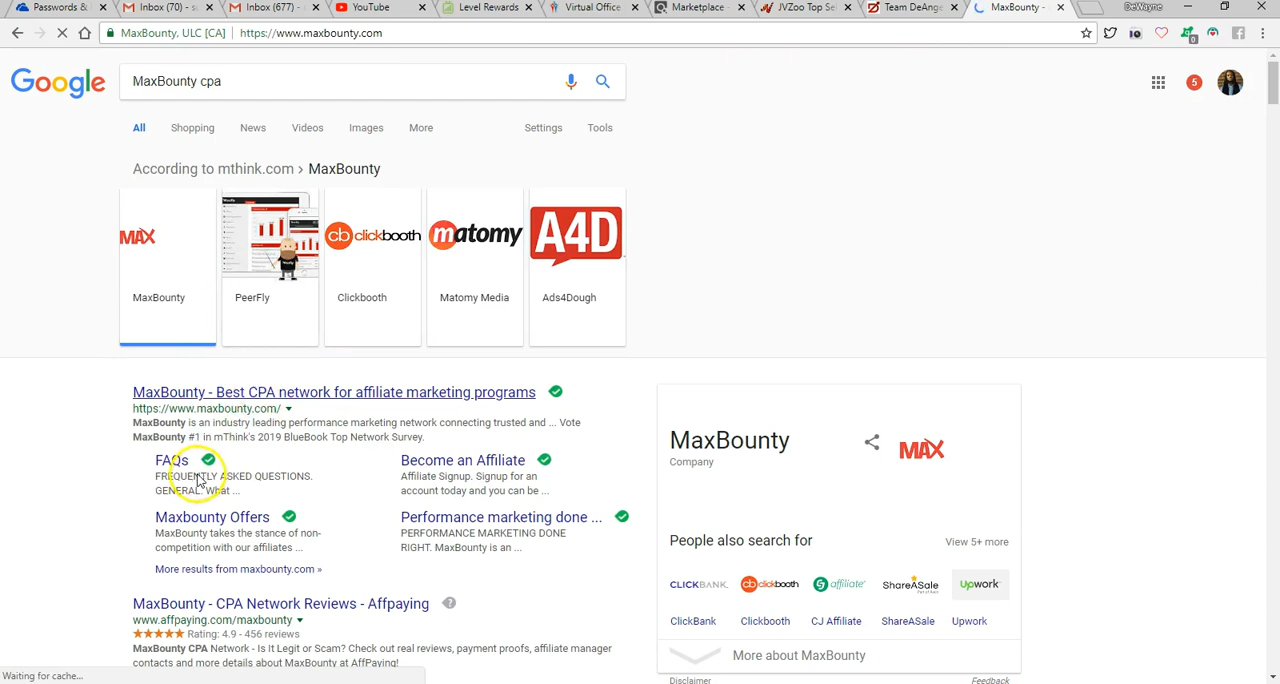 Passwords &
Inbox (70) - s
Inbox (677) -
YouTube
Level Rewards
Virtual Office
Marketplace -
JVZoo Top Sel
Team DeAnge
MaxBounty -
DeWayne
MaxBounty, ULC [CA]
https://www.maxbounty.com
Google
MaxBounty cpa
5
All
Shopping
News
Videos
Images
More
Settings
Tools
According to mthink.com › MaxBounty
MAX
cb clickbooth
matomy
A4D
MaxBounty
PeerFly
Clickbooth
Matomy Media
Ads4Dough
MaxBounty - Best CPA network for affiliate marketing programs
https://www.maxbounty.com/
MaxBounty is an industry leading performance marketing network connecting trusted and ... Vote
MaxBounty #1 in mThink's 2019 BlueBook Top Network Survey.
FAQs
FREQUENTLY ASKED QUESTIONS.
GENERAL. What ...
Become an Affiliate
Affiliate Signup. Signup for an
account today and you can be ...
Maxbounty Offers
MaxBounty takes the stance of non-
competition with our affiliates ...
Performance marketing done ...
PERFORMANCE MARKETING DONE
RIGHT. MaxBounty is an ...
More results from maxbounty.com »
MaxBounty - CPA Network Reviews - Affpaying
www.affpaying.com/maxbounty
Rating: 4.9 - 456 reviews
MaxBounty CPA Network - Is It Legit or Scam? Check out real reviews, payment proofs, affiliate manager
contacts and more details about MaxBounty at AffPaying!
MaxBounty
Company
MAX
People also search for
View 5+ more
CLICKBANK
cb clickbooth
affiliate
ShareASale
Upwork
ClickBank
Clickbooth
CJ Affiliate
ShareASale
Upwork
More about MaxBounty
Disclaimer
Feedback
Waiting for cache...